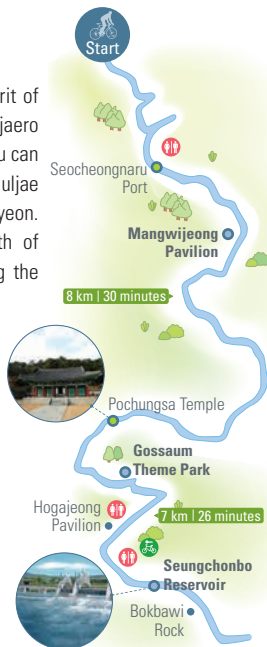 Start
rit of
jaero
u can
Seocheongnaru
Port
uljae
yeon.
Mangwijeong
Pavilion
th of
g the
8 km | 30 minutes
Pochungsa Temple
Gossaum
Theme Park
7 km | 26 minutes
Hogajeong
Pavilion
Seungchonbo
Reservoir
Bokbawi
Rock